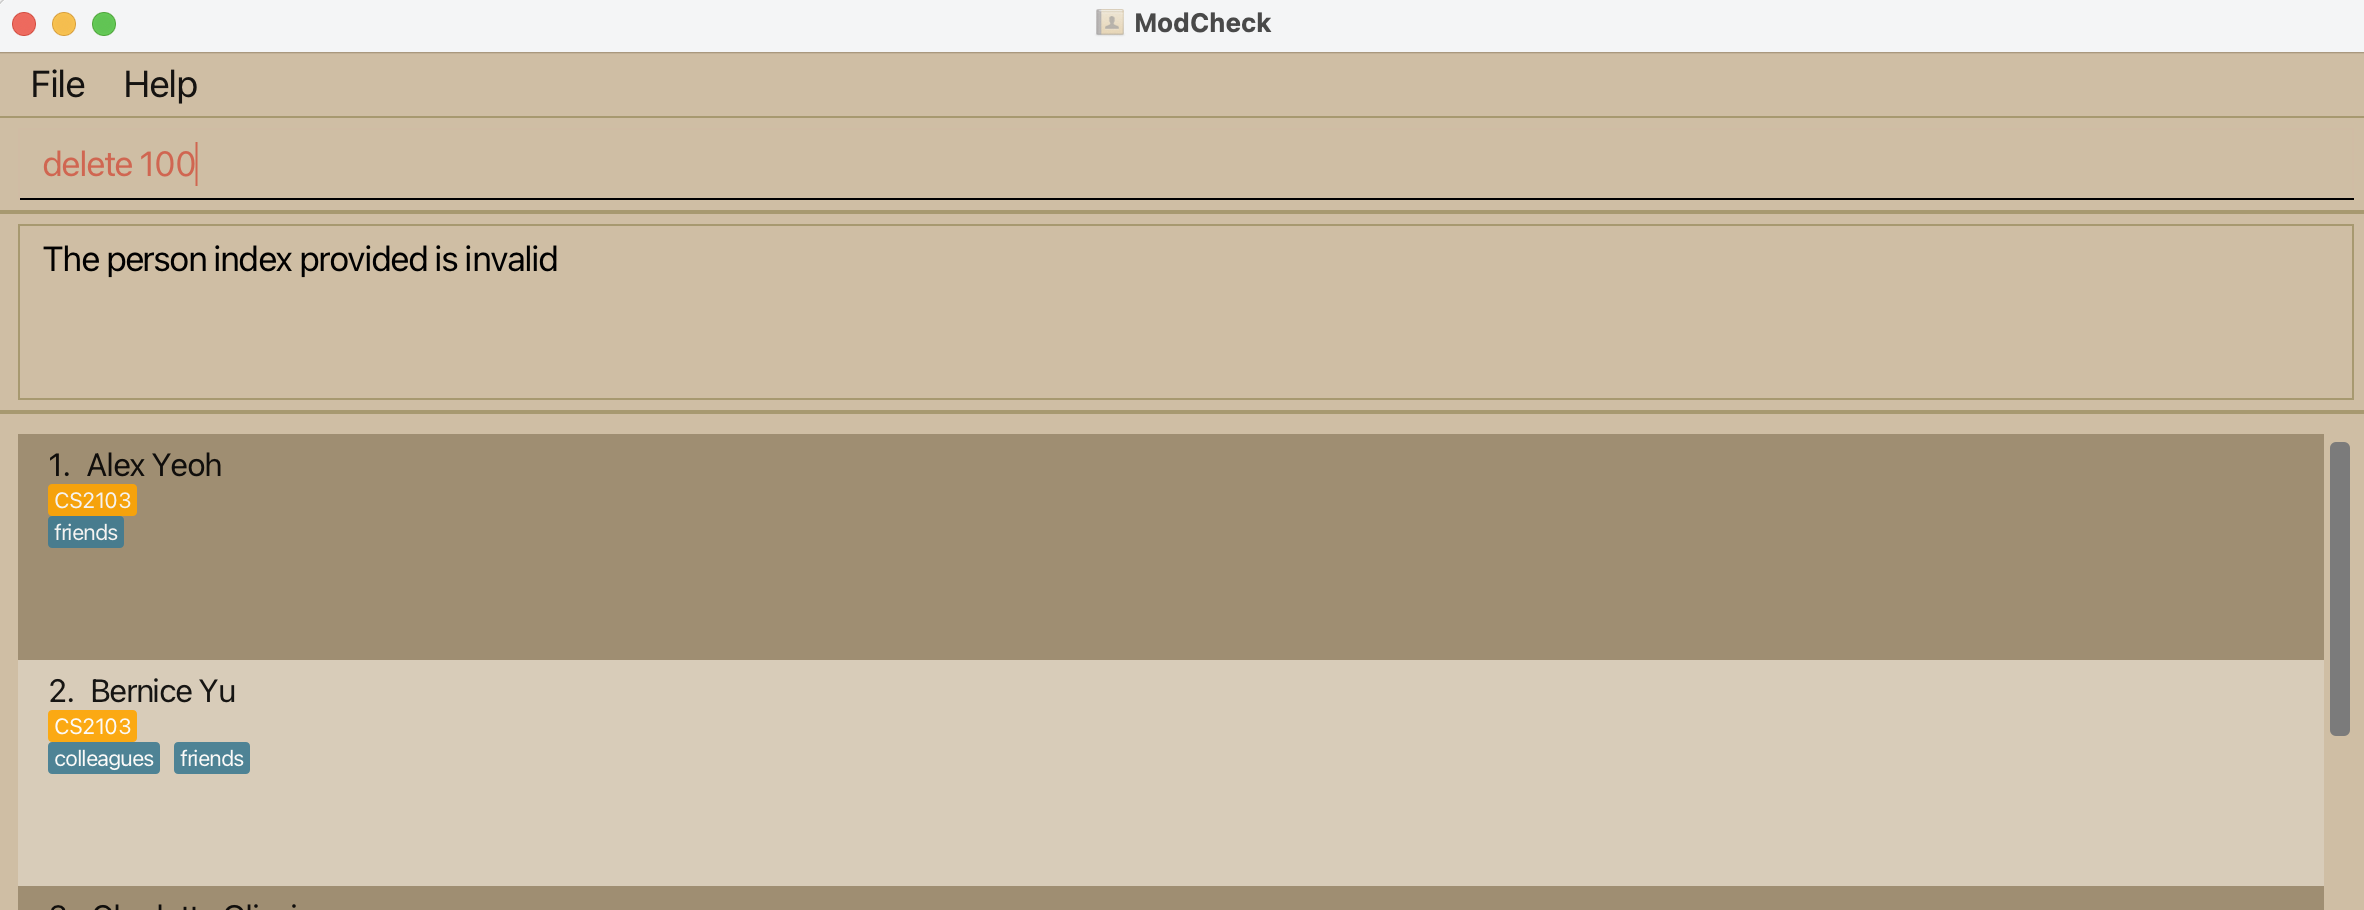 ModCheck
File Help
delete 100
The person index provided is invalid
1. Alex Yeoh
CS2103
friends
2. Bernice Yu
CS2103
colleagues friends